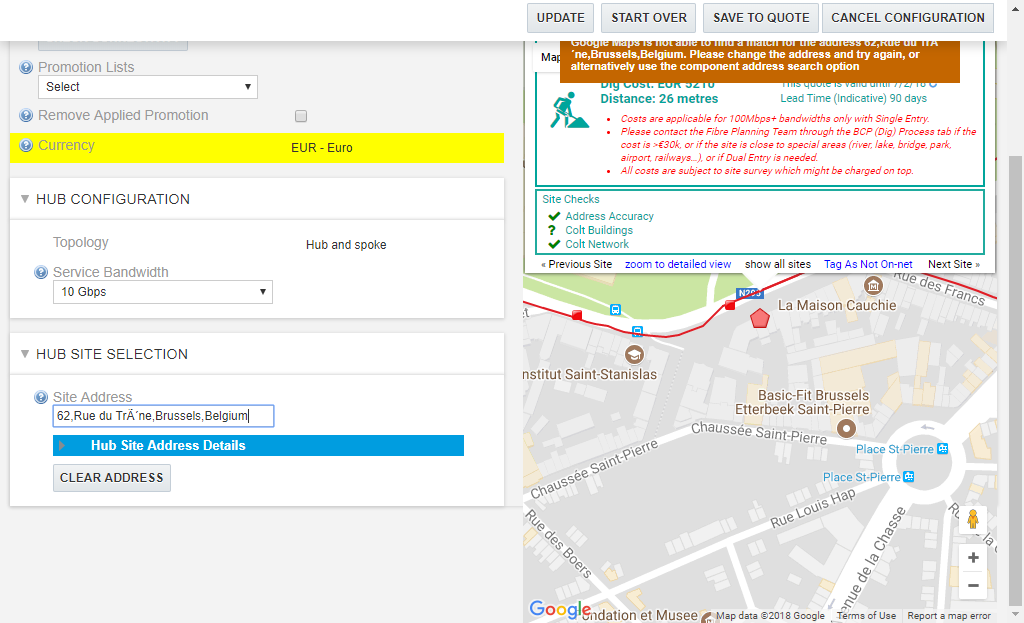 UPDATE
START OVER
SAVE TO QUOTE
CANCEL CONFIGURATION
Promotion Lists
Select
Remove Applied Promotion
Currency
EUR - Euro
HUB CONFIGURATION
Topology
Hub and spoke
Service Bandwidth
10 Gbps
HUB SITE SELECTION
Site Address
62,Rue du TrÃ´ne,Brussels,Belgium
Hub Site Address Details
CLEAR ADDRESS
Map
Google Maps is not able to find a match for the address 62,Rue du TrÃ
´ne,Brussels,Belgium. Please change the address and try again, or
alternatively use the component address search option
Dig Cost: EUR 5210
This quote is valid until 7/2/18
Distance: 26 metres
Lead Time (Indicative) 90 days
Costs are applicable for 100Mbps+ bandwidths only with Single Entry.
Please contact the Fibre Planning Team through the BCP (Dig) Process tab if the
cost is >€30k, or if the site is close to special areas (river, lake, bridge, park,
airport, railways...), or if Dual Entry is needed.
All costs are subject to site survey which might be charged on top.
Site Checks
Address Accuracy
? Colt Buildings
Colt Network
« Previous Site
zoom to detailed view
show all sites
Tag As Not On-net
Next Site »
Rue des Francs
N205
La Maison Cauchie
et
nstitut Saint-Stanislas
Basic-Fit Brussels
Etterbeek Saint-Pierre
Chaussée Saint-Pierre
Place St-Pierre
Chaussée Saint-Pierre
Place St-Pierre
Rue Louis Hap
Rue des Boers
enue de la Chasse
+
−
Google
ondation et Musee
Map data ©2018 Google
Terms of Use
Report a map error